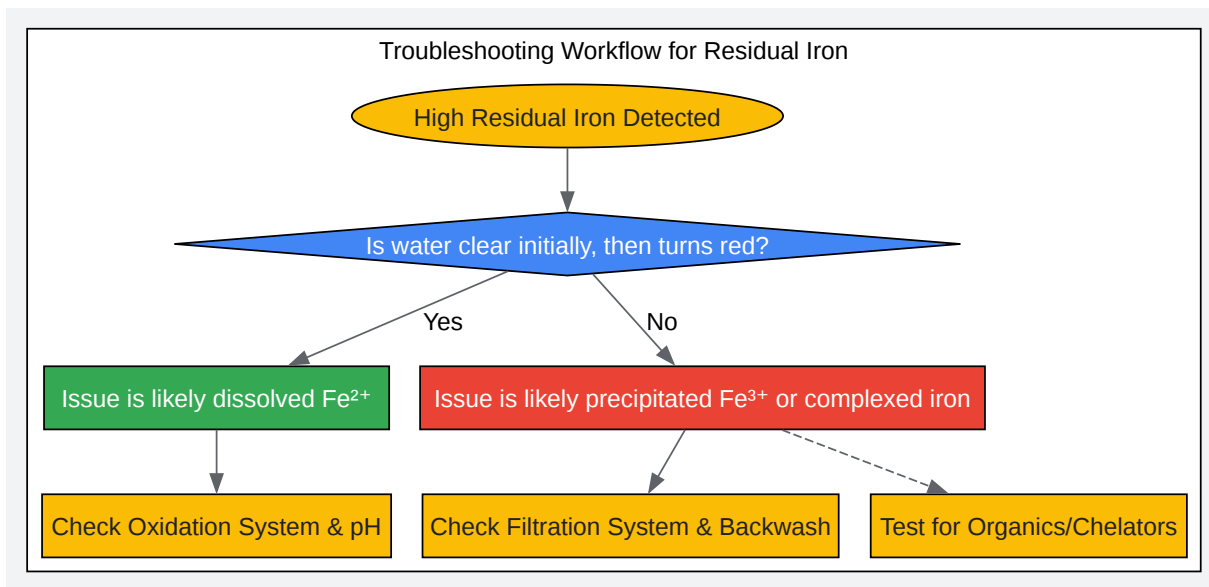 Troubleshooting Workflow for Residual Iron
High Residual Iron Detected
Is water clear initially, then turns red?
Yes
No
Issue is likely dissolved Fe²⁺
Issue is likely precipitated Fe³⁺ or complexed iron
Check Oxidation System & pH
Check Filtration System & Backwash
Test for Organics/Chelators